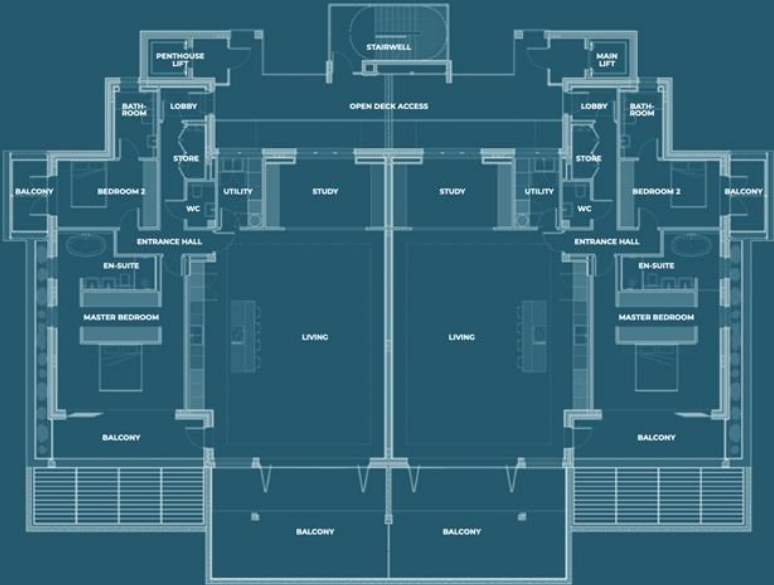 STAIRWELL
PENTHOUSE
LIFT
MAIN
LIFT
BATH-
ROOM
LOBBY
OPEN DECK ACCESS
LOBBY
BATH-
ROOM
STORE
STORE
BALCONY
BEDROOM 2
UTILITY
STUDY
STUDY
UTILITY
BEDROOM 2
BALCONY
WC
WC
ENTRANCE HALL
ENTRANCE HALL
EN-SUITE
EN-SUITE
MASTER BEDROOM
MASTER BEDROOM
LIVING
LIVING
BALCONY
BALCONY
BALCONY
BALCONY